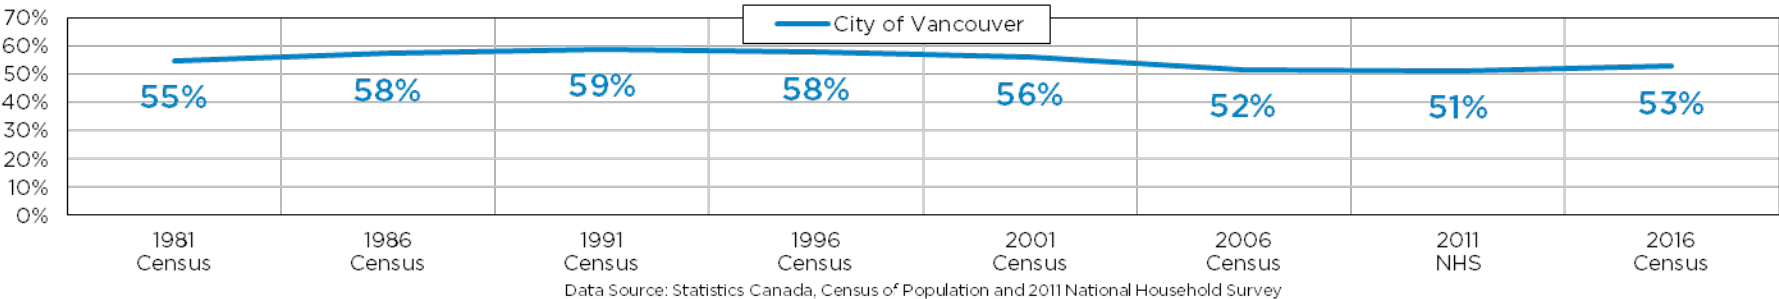 70%
City of Vancouver
60%
50%
55% 58% 59% 58% 56% 52% 51% 53%
40%
30%
20%
10%
0%
1981 1986 1991 1996 2001 2006 2011 2016
Census Census Census Census Census Census NHS Census
Data Source: Statistics Canada, Census of Population and 2011 National Household Survey